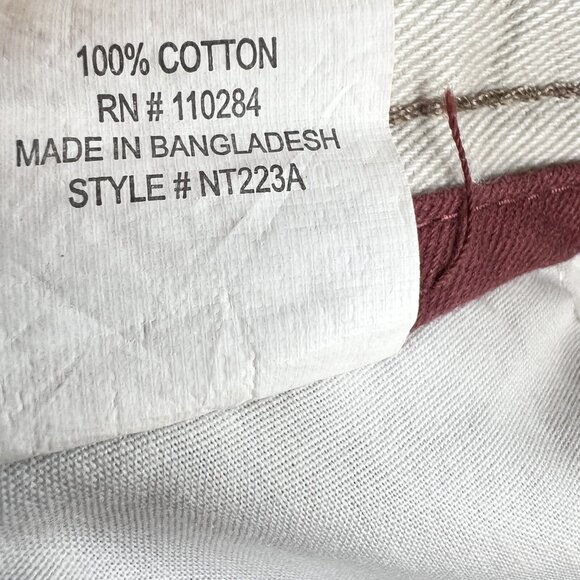 100% COTTON
RN # 110284
MADE IN BANGLADESH
STYLE # NT223A